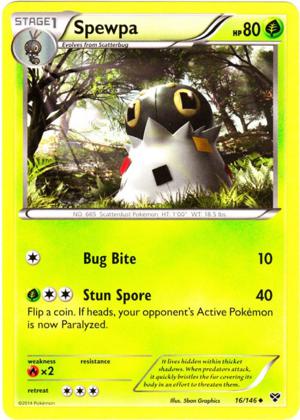 STAGE1
Spewpa
HP80
Evolves from Scatterbug
NO. 665 Scatterdust Pokémon HT: 1'00" WT: 18.5 lbs.
Bug Bite 10
Stun Spore 40
Flip a coin. If heads, your opponent's Active Pokémon
is now Paralyzed.
weakness resistance
×2
retreat
It lives hidden within thicket
shadows. When predators attack,
it quickly bristles the fur covering its
body in an effort to threaten them.
©2014 Pokémon
Illus. 5ban Graphics
16/146
XY